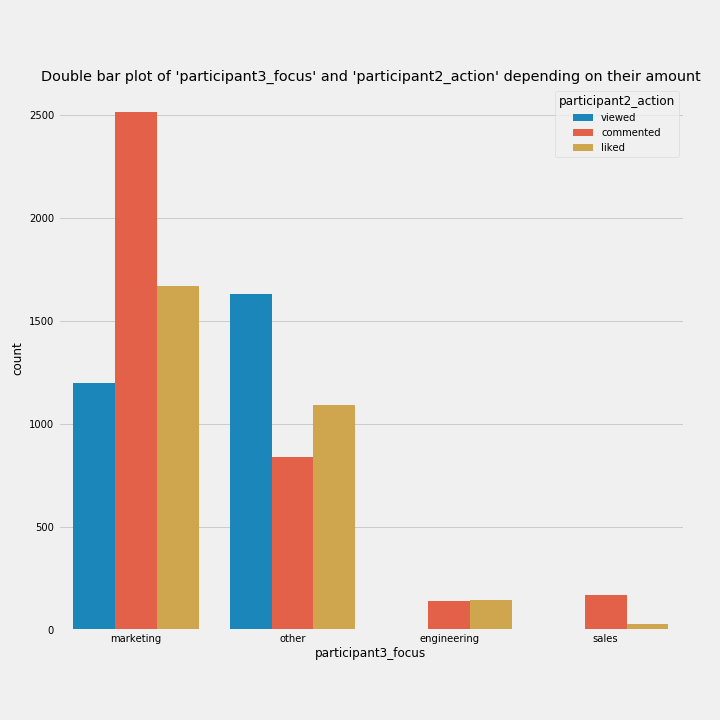 Double bar plot of 'participant3_focus' and 'participant2_action' depending on their amount
participant2_action
viewed
commented
liked
2500
2000
1500
1000
500
0
count
marketing other engineering sales
participant3_focus